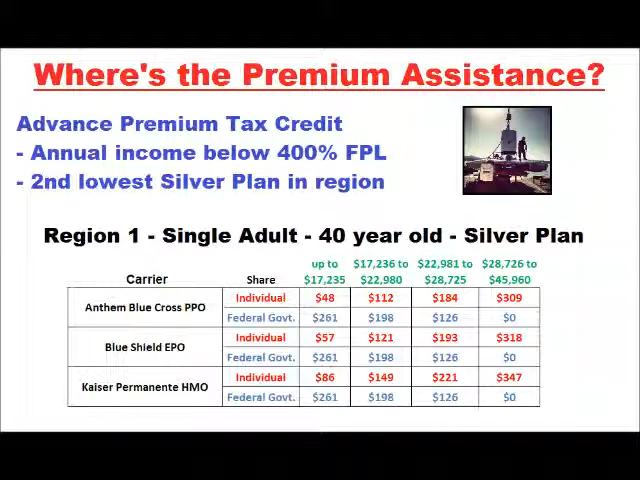 Where's the Premium Assistance?
Advance Premium Tax Credit
- Annual income below 400% FPL
- 2nd lowest Silver Plan in region
Region 1 - Single Adult - 40 year old - Silver Plan
Carrier Share up to $17,235 $17,236 to $22,980 $22,981 to $28,725 $28,726 to $45,960
Anthem Blue Cross PPO Individual $48 $112 $184 $309
Federal Govt. $261 $198 $126 $0
Blue Shield EPO Individual $57 $121 $193 $318
Federal Govt. $261 $198 $126 $0
Kaiser Permanente HMO Individual $86 $149 $221 $347
Federal Govt. $261 $198 $126 $0